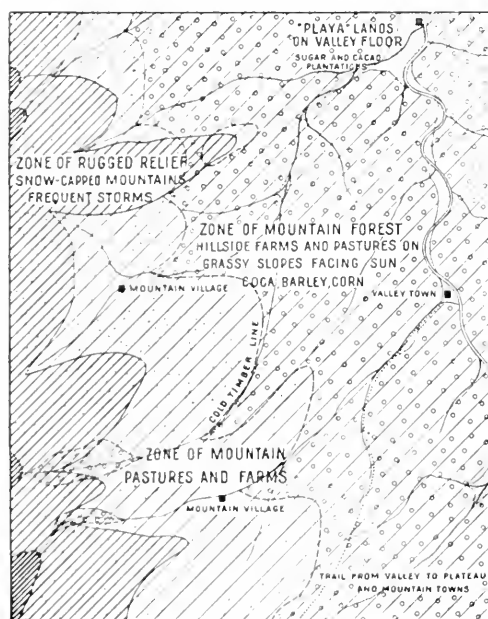 "PLAYA" LANDS
ON VALLEY FLOOR
SUGAR AND CACAO
PLANTATIONS
ZONE OF RUGGED RELIEF
SNOW-CAPPED MOUNTAINS
FREQUENT STORMS
ZONE OF MOUNTAIN FOREST
HILLSIDE FARMS AND PASTURES ON
GRASSY SLOPES FACING SUN
COCA, BARLEY, CORN
MOUNTAIN VILLAGE
VALLEY TOWN
COLD TIMBER LINE
ZONE OF MOUNTAIN
PASTURES AND FARMS
MOUNTAIN VILLAGE
TRAIL FROM VALLEY TO PLATEAU
AND MOUNTAIN TOWNS